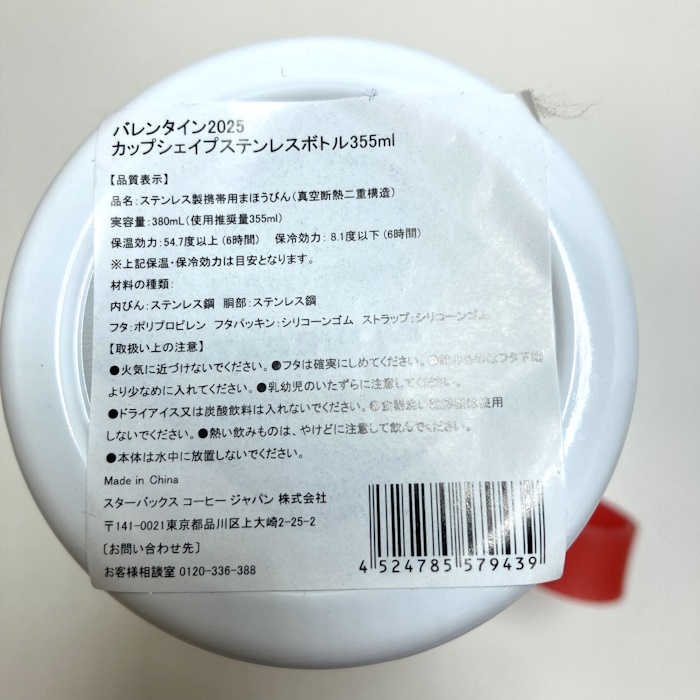 バレンタイン2025
カップシェイプステンレスボトル355ml
【品質表示】
品名:ステンレス製携帯用まほうびん(真空断熱二重構造)
実容量:380mL(使用推奨量355ml)
保温効力:54.7度以上(6時間) 保冷効力:8.1度以下(6時間)
※上記保温・保冷効力は目安となります。
材料の種類:
内びん:ステンレス鋼 胴部:ステンレス鋼
フタ:ポリプロピレン フタパッキン:シリコーンゴム ストラップ:シリコーンゴム
【取扱い上の注意】
●火気に近づけないでください。●フタは確実にしめてください。
より少なめに入れてください。●乳幼児のいたずらに注意してください。
●ドライアイス又は炭酸飲料は入れないでください。 使用
しないでください。●熱い飲みものは、やけどに注意して飲んでください。
●本体は水中に放置しないでください。
Made in China
スターバックス コーヒー ジャパン 株式会社
〒141-0021東京都品川区上大崎2-25-2
〔お問い合わせ先〕
お客様相談室 0120-336-388
4 524785 579439